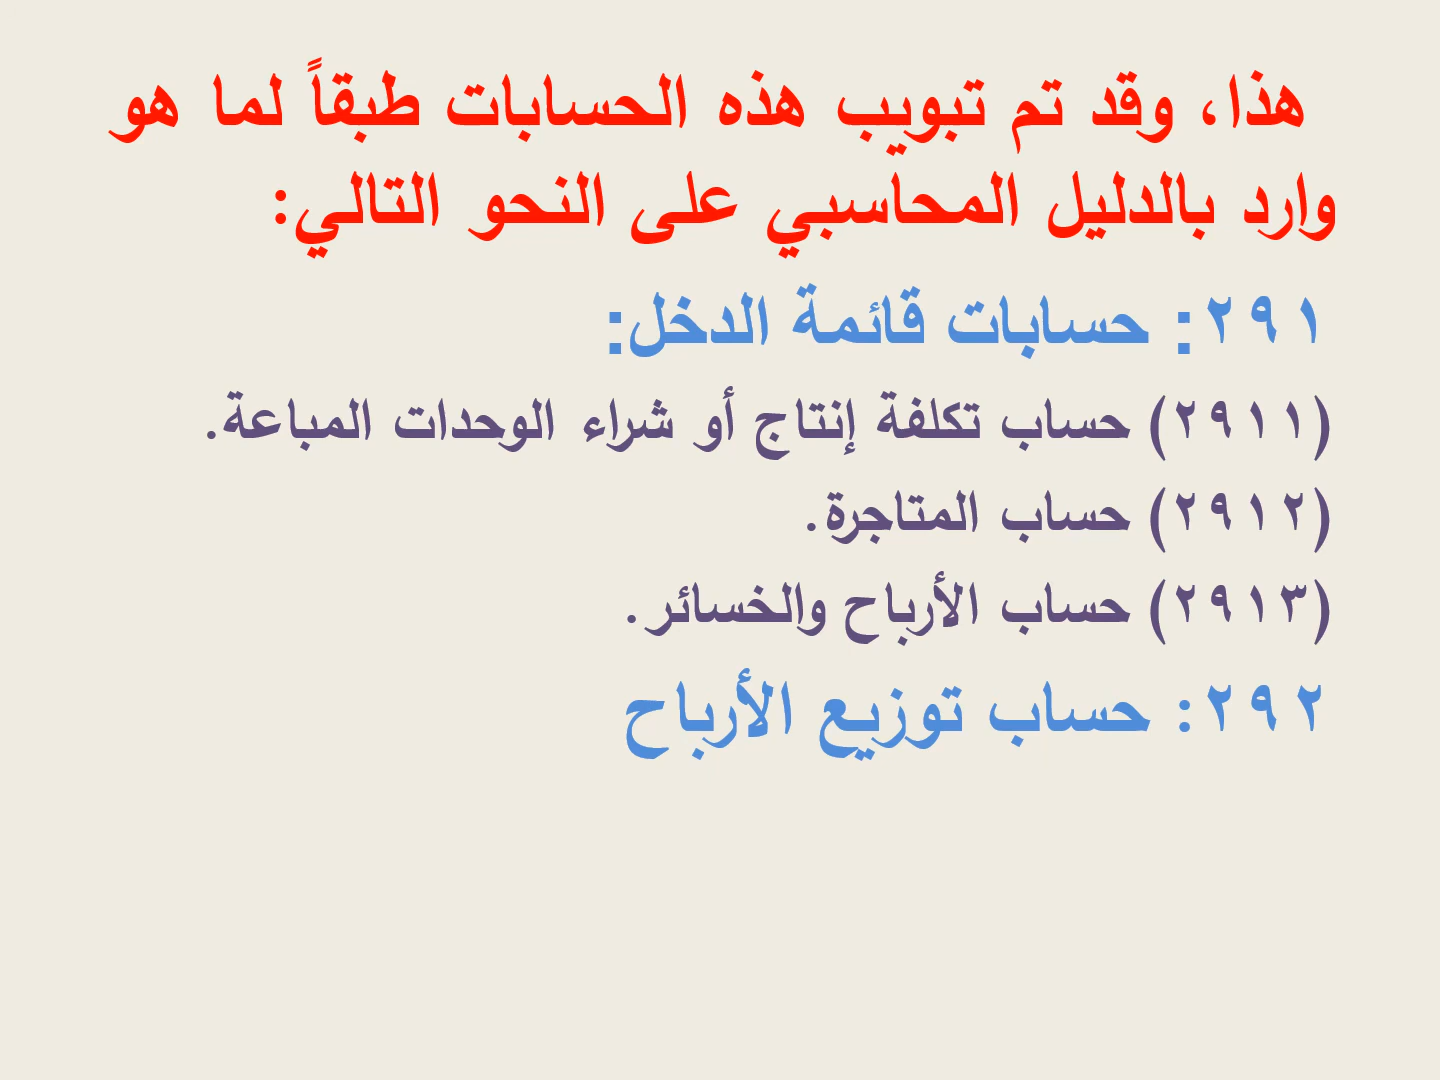 هذا، وقد تم تبويب هذه الحسابات طبقاً لما هو
وارد بالدليل المحاسبي على النحو التالي:
٢٩١: حسابات قائمة الدخل:
(٢٩١١) حساب تكلفة إنتاج أو شراء الوحدات المباعة.
(٢٩١٢) حساب المتاجرة.
(٢٩١٣) حساب الأرباح والخسائر.
٢٩٢: حساب توزيع الأرباح